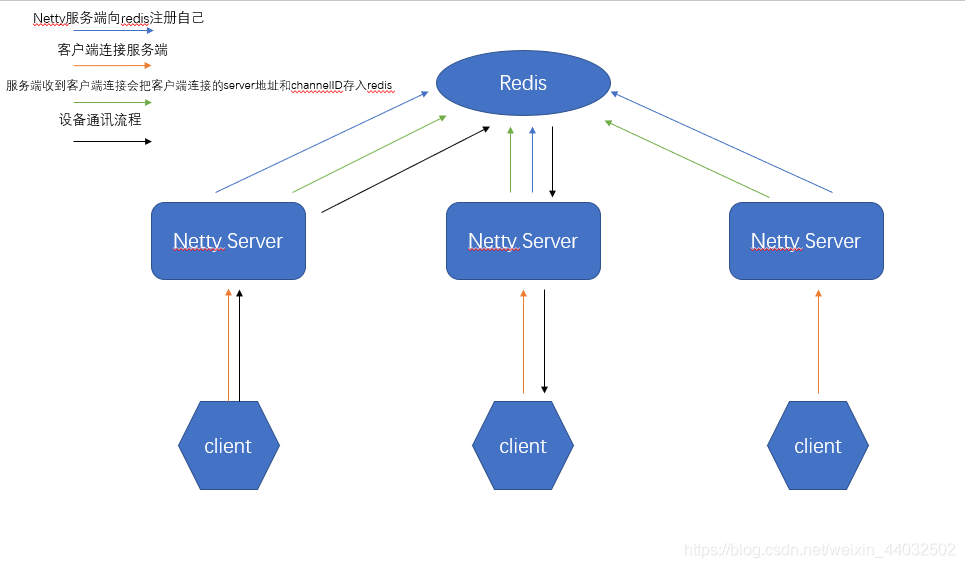 Netty服务端向redis注册自己
客户端连接服务端
服务端收到客户端连接会把客户端连接的server地址和channelID存入redis
设备通讯流程
Redis
Netty Server
Netty Server
Netty Server
client
client
client
https://blog.csdn.net/weixin_44032502